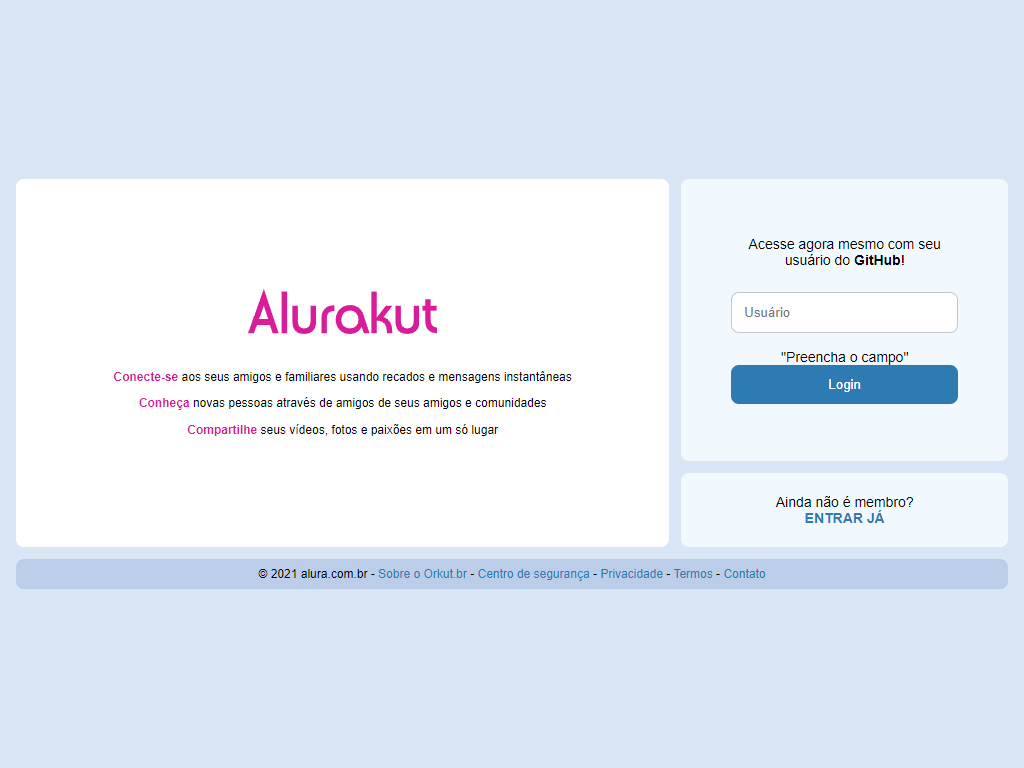 Alurakut
Conecte-se aos seus amigos e familiares usando recados e mensagens instantâneas
Conheça novas pessoas através de amigos de seus amigos e comunidades
Compartilhe seus vídeos, fotos e paixões em um só lugar
Acesse agora mesmo com seu
usuário do GitHub!
Usuário
"Preencha o campo"
Login
Ainda não é membro?
ENTRAR JÁ
© 2021 alura.com.br - Sobre o Orkut.br - Centro de segurança - Privacidade - Termos - Contato